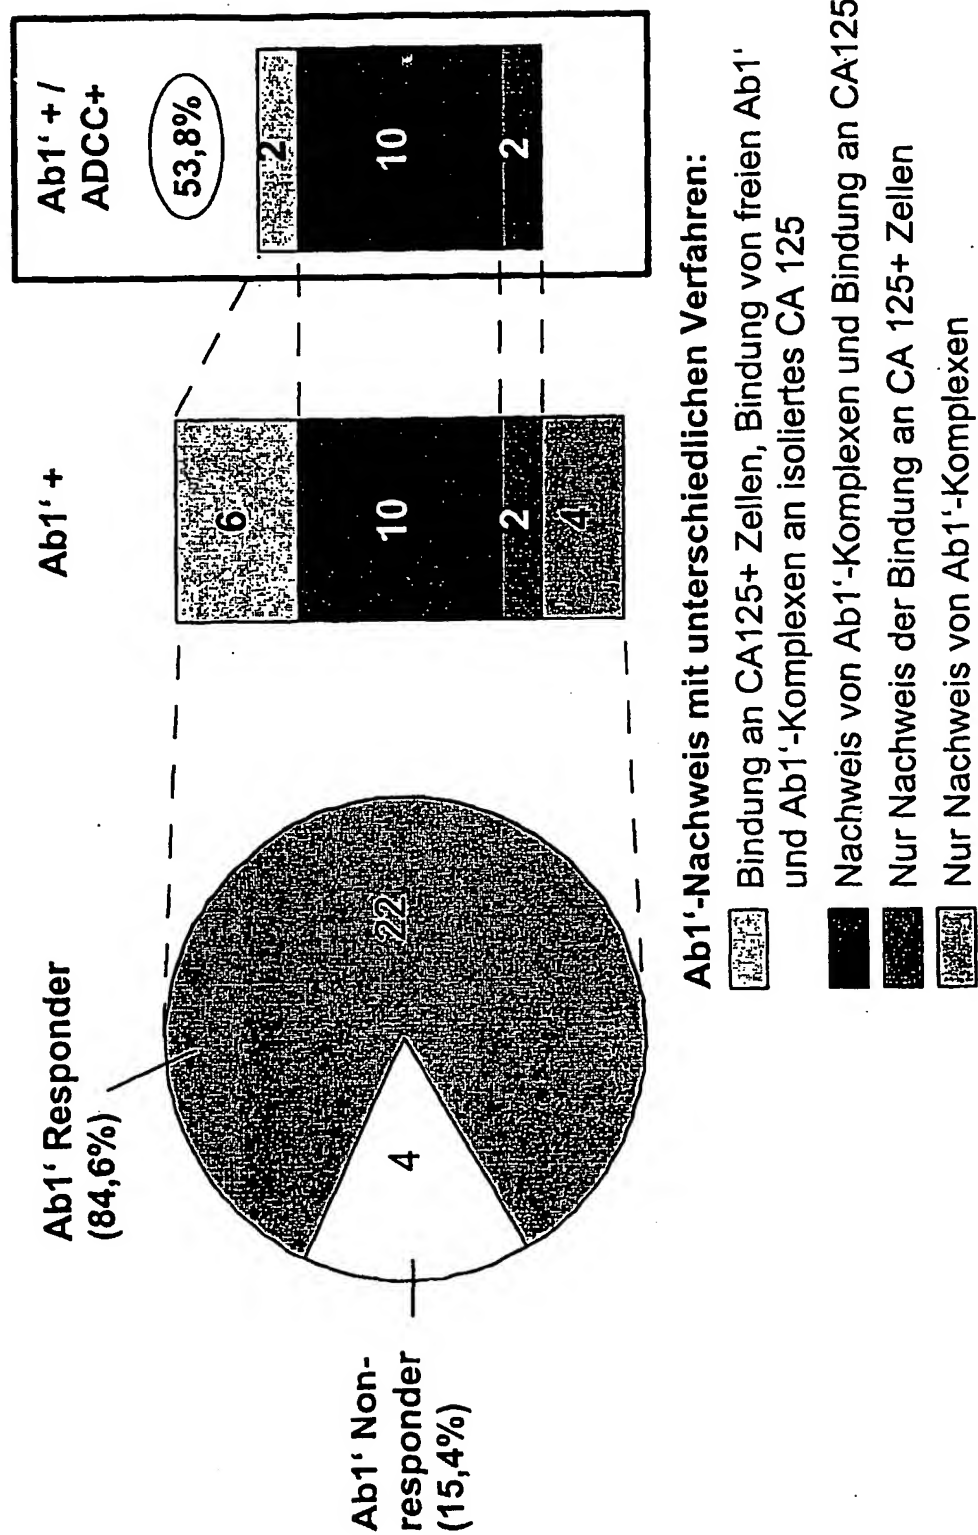 Ab1‘ Responder
(84,6%)
22
4
Ab1‘ Non-
responder
(15,4%)
Ab1‘ +
6
10
2
4
Ab1‘ + /
ADCC+
53,8%
2
10
2
Ab1‘-Nachweis mit unterschiedlichen Verfahren:
Bindung an CA125+ Zellen, Bindung von freien Ab1‘
und Ab1‘-Komplexen an isoliertes CA 125
Nachweis von Ab1‘-Komplexen und Bindung an CA125
Nur Nachweis der Bindung an CA 125+ Zellen
Nur Nachweis von Ab1‘-Komplexen